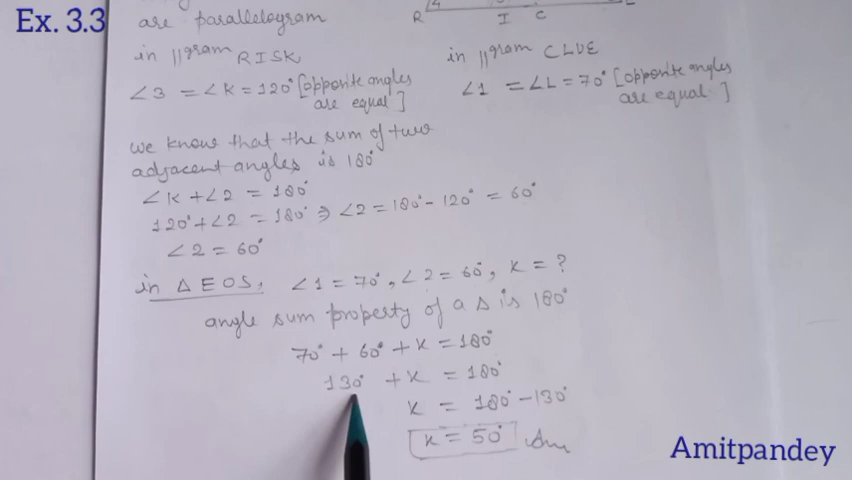 Ex. 3.3
are parallelogram
R I C
in ||gram RISK
∠3 = ∠K = 120° [opposite angles
are equal]
in ||gram CLUE
∠1 = ∠L = 70° [opposite angles
are equal]
we know that the sum of two
adjacent angles is 180°
∠K + ∠2 = 180°
120° + ∠2 = 180° ⇒ ∠2 = 180° - 120° = 60°
∠2 = 60°
in △EOS, ∠1 = 70°, ∠2 = 60°, x = ?
angle sum property of a △ is 180°
70° + 60° + x = 180°
130° + x = 180°
x = 180° - 130°
x = 50° Ans
Amitpandey